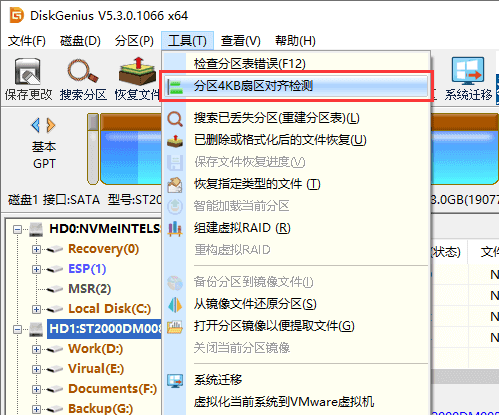 DiskGenius V5.3.0.1066 x64
文件(F) 磁盘(D) 分区(P) 工具(T) 查看(V) 帮助(H)
保存更改 搜索分区 恢复文件 系统迁移
检查分区表错误(F12)
分区4KB扇区对齐检测
搜索已丢失分区(重建分区表)(L)
已删除或格式化后的文件恢复(U)
保存文件恢复进度(V)
恢复指定类型的文件 (T)
智能加载当前分区
组建虚拟RAID (R)
重构虚拟RAID
备份分区到镜像文件(I)
从镜像文件还原分区(S)
打开分区镜像以便提取文件(G)
关闭当前分区镜像
系统迁移
虚拟化当前系统到VMware虚拟机
基本
GPT
磁盘1 接口:SATA 型号:ST20
3.0GB(19077
HD0:NVMeINTELS
Recovery(0)
ESP(1)
MSR(2)
Local Disk(C:)
HD1:ST2000DM008
Work(D:)
Virual(E:)
Documents(F:)
Backup(G:)
(状态) 文件
N
N
N
N